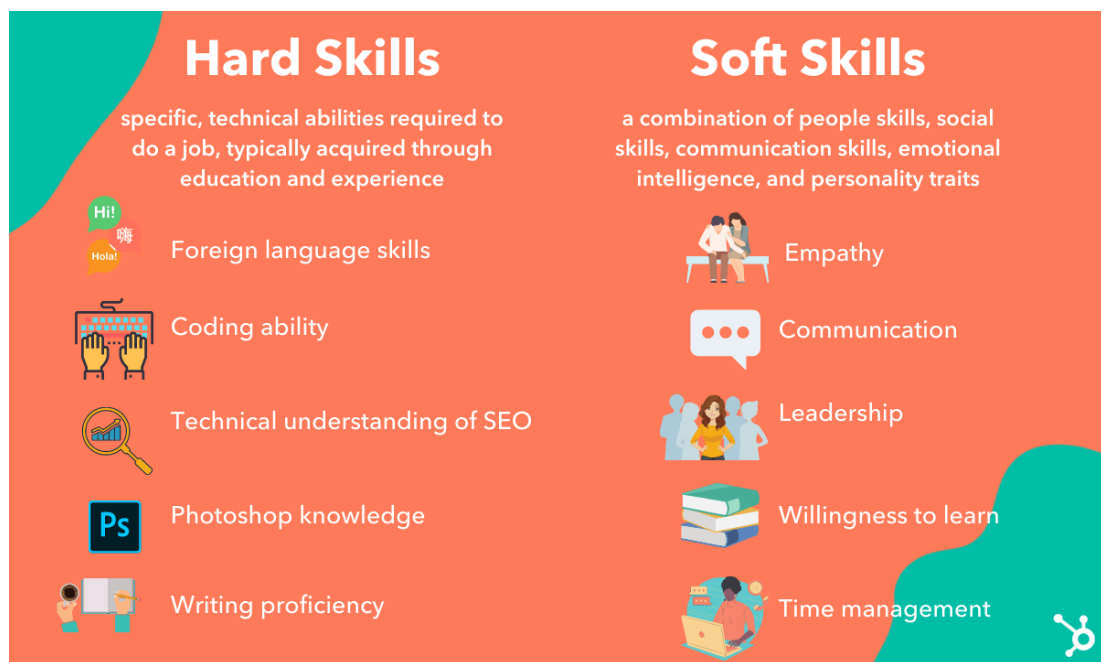 Hard Skills
specific, technical abilities required to
do a job, typically acquired through
education and experience
Hi!
嗨
Hola!
Foreign language skills
Coding ability
Technical understanding of SEO
Ps
Photoshop knowledge
Writing proficiency
Soft Skills
a combination of people skills, social
skills, communication skills, emotional
intelligence, and personality traits
Empathy
Communication
Leadership
Willingness to learn
Time management